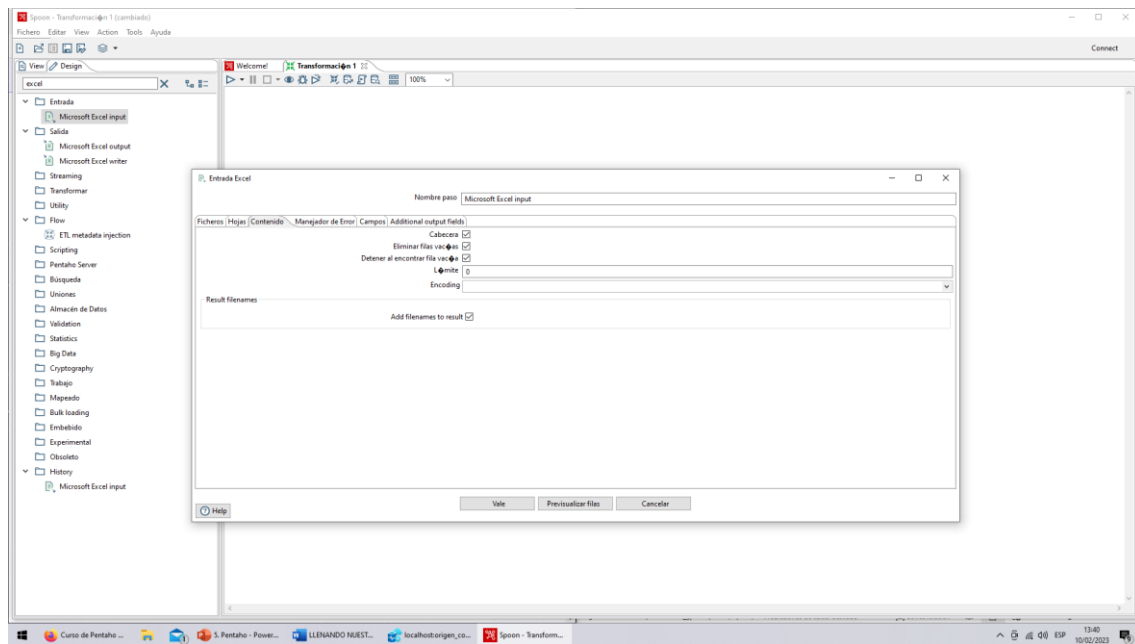 Spoon - Transformaci�n 1 (cambiado)
Fichero Editar View Action Tools Ayuda
Connect
View Design
Welcome! Transformaci�n 1
excel
100%
Entrada
Microsoft Excel input
Salida
Microsoft Excel output
Microsoft Excel writer
Streaming
Transformar
Utility
Flow
ETL metadata injection
Scripting
Pentaho Server
Búsqueda
Uniones
Almacén de Datos
Validation
Statistics
Big Data
Cryptography
Trabajo
Mapeado
Bulk loading
Embebido
Experimental
Obsoleto
History
Microsoft Excel input
Entrada Excel
Nombre paso Microsoft Excel input
Ficheros Hojas Contenido Manejador de Error Campos Additional output fields
Cabecera
Eliminar filas vac�as
Detener al encontrar fila vac�a
L�mite 0
Encoding
Result filenames
Add filenames to result
Vale Previsualizar filas Cancelar
Help
Curso de Pentaho ... 5. Pentaho - Power... LLENANDO NUEST... localhost:origen_co... Spoon - Transform... ESP 13:40
10/02/2023